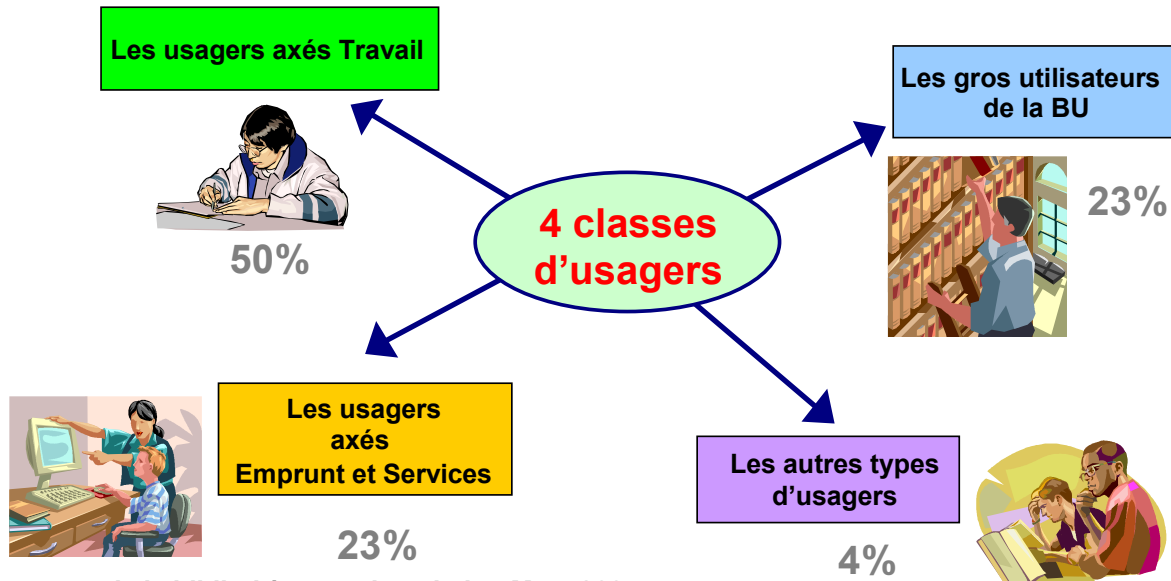 Les usagers axés Travail
50%
Les gros utilisateurs
de la BU
23%
4 classes
d'usagers
Les usagers
axés
Emprunt et Services
23%
Les autres types
d'usagers
4%